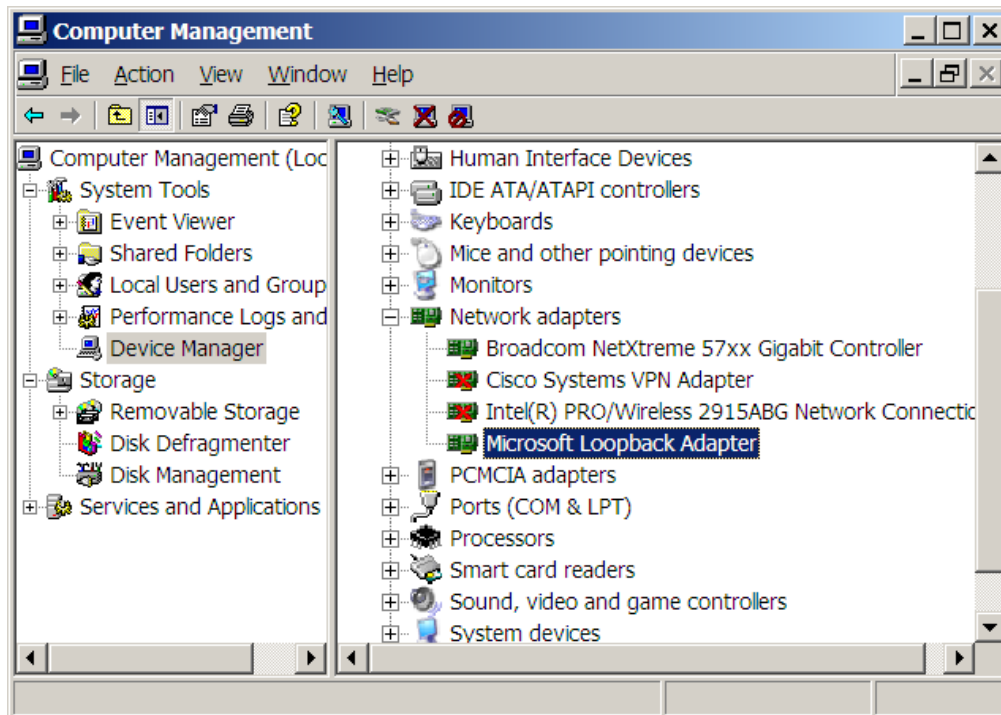 Computer Management
File Action View Window Help
Computer Management (Loc
System Tools
Event Viewer
Shared Folders
Local Users and Group
Performance Logs and
Device Manager
Storage
Removable Storage
Disk Defragmenter
Disk Management
Services and Applications
Human Interface Devices
IDE ATA/ATAPI controllers
Keyboards
Mice and other pointing devices
Monitors
Network adapters
Broadcom NetXtreme 57xx Gigabit Controller
Cisco Systems VPN Adapter
Intel(R) PRO/Wireless 2915ABG Network Connectic
Microsoft Loopback Adapter
PCMCIA adapters
Ports (COM & LPT)
Processors
Smart card readers
Sound, video and game controllers
System devices